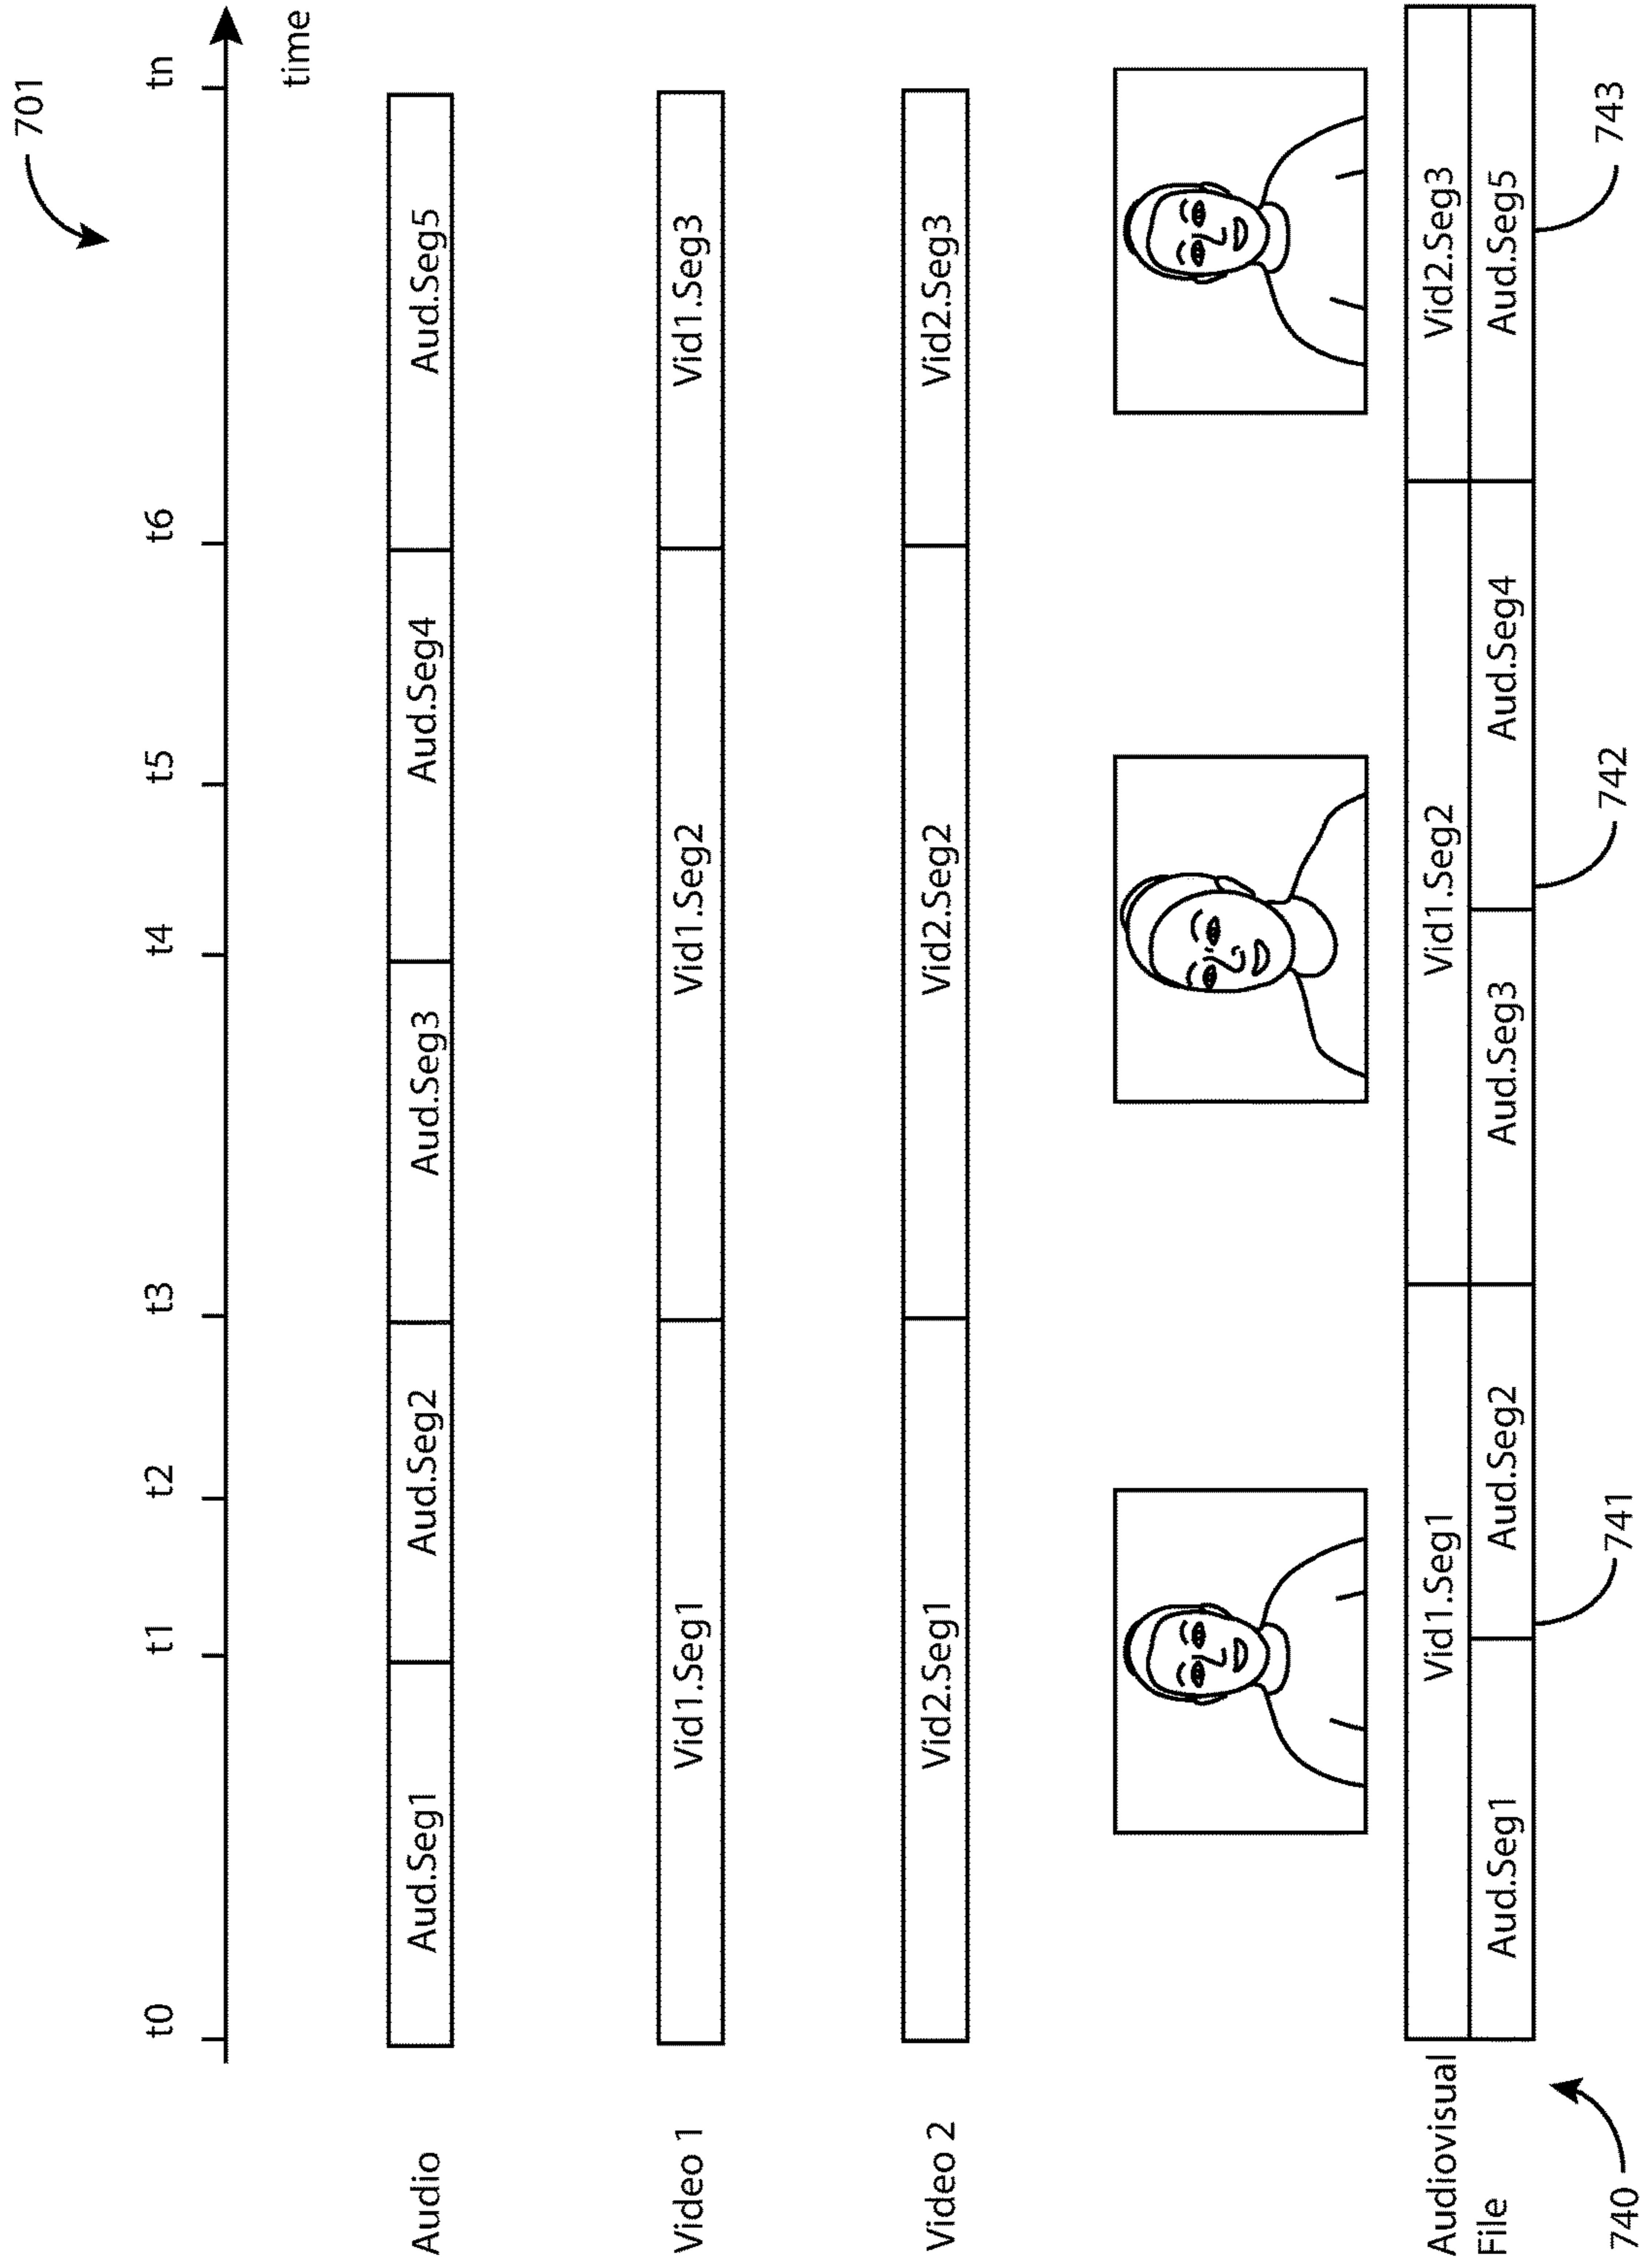 701
t0 t1 t2 t3 t4 t5 t6 tn
time
Audio Aud.Seg1 Aud.Seg2 Aud.Seg3 Aud.Seg4 Aud.Seg5
Video 1 Vid1.Seg1 Vid1.Seg2 Vid1.Seg3
Video 2 Vid2.Seg1 Vid2.Seg2 Vid2.Seg3
Audiovisual Vid1.Seg1 Vid1.Seg2 Vid2.Seg3
File Aud.Seg1 Aud.Seg2 Aud.Seg3 Aud.Seg4 Aud.Seg5
740 741 742 743